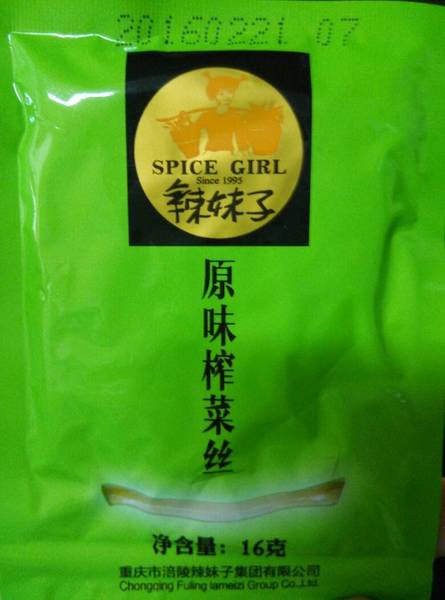 20160221 07
SPICE GIRL
Since 1995
辣妹子
原味榨菜丝
净含量：16克
重庆市涪陵辣妹子集团有限公司
Chongqing Fuling lameizi Group Co.,Ltd.